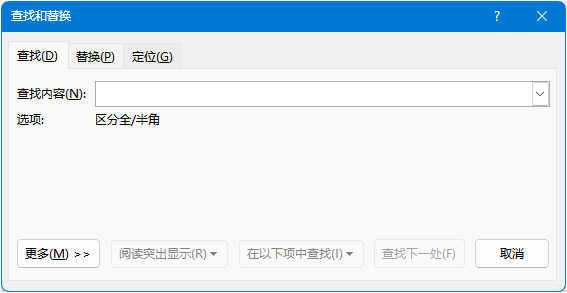 查找和替换
查找(D) 替换(P) 定位(G)
查找内容(N):
选项: 区分全/半角
更多(M) >> 阅读突出显示(R) 在以下项中查找(I) 查找下一处(F) 取消